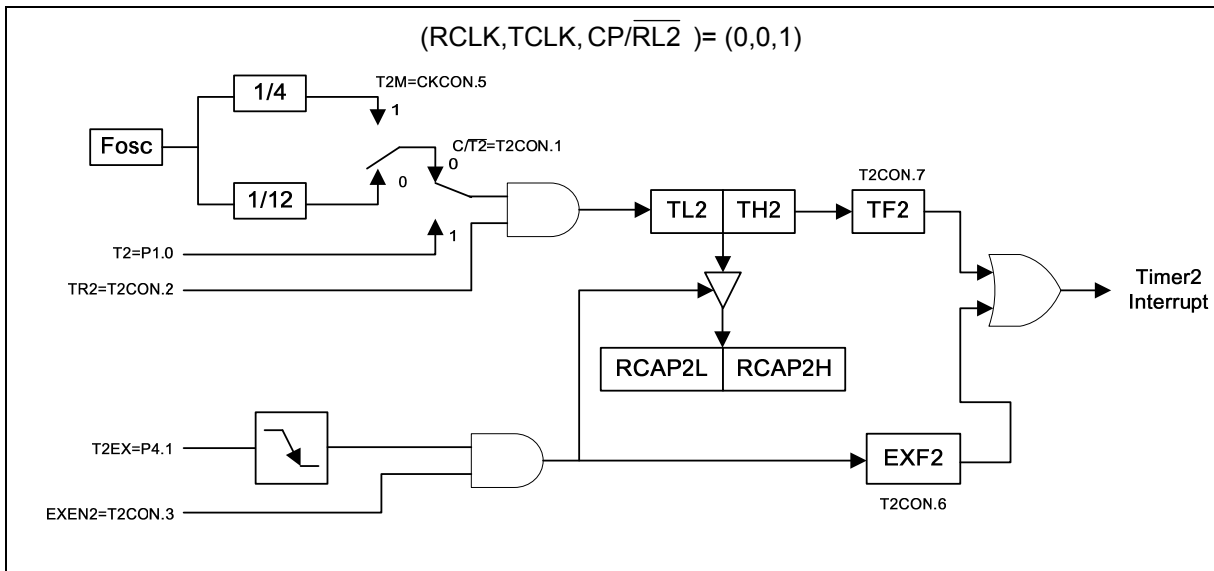 (RCLK,TCLK, CP/RL2 )= (0,0,1)
T2M=CKCON.5
1/4
1
Fosc
C/T2=T2CON.1
0
1/12
0
T2CON.7
TL2
TH2
TF2
T2=P1.0
1
TR2=T2CON.2
Timer2
Interrupt
RCAP2L
RCAP2H
T2EX=P4.1
EXF2
EXEN2=T2CON.3
T2CON.6